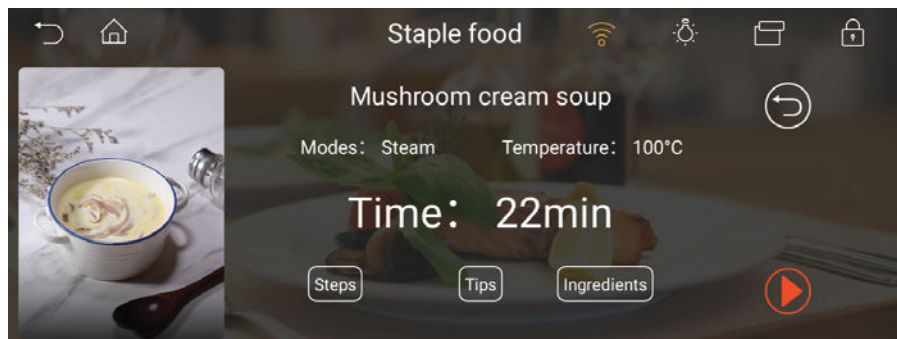 Staple food
Mushroom cream soup
Modes: Steam Temperature: 100°C
Time: 22min
Steps Tips Ingredients